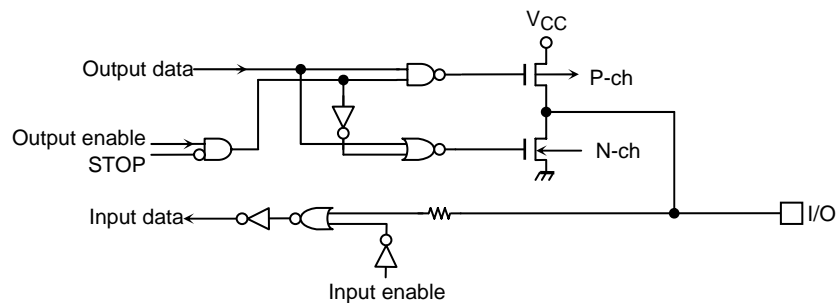 VCC
Output data
P-ch
Output enable
STOP
N-ch
Input data
I/O
Input enable